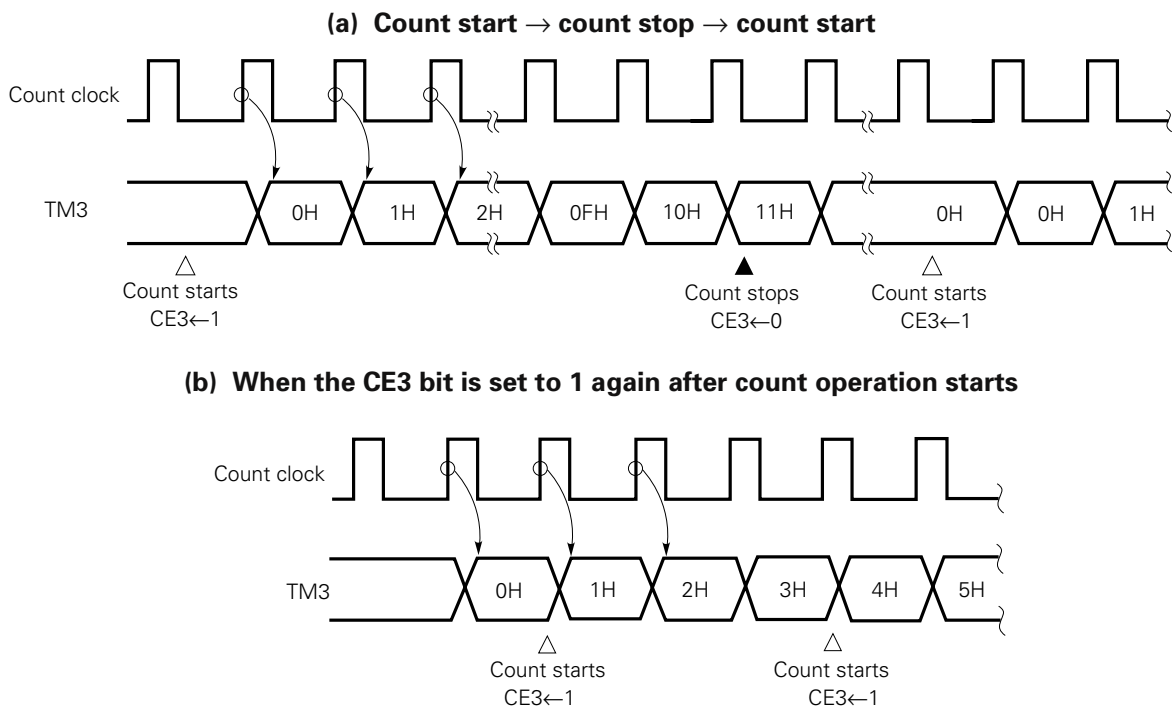 (a) Count start → count stop → count start
Count clock
TM3
0H 1H 2H 0FH 10H 11H 0H 0H 1H
Count starts Count stops Count starts
CE3←1 CE3←0 CE3←1
(b) When the CE3 bit is set to 1 again after count operation starts
Count clock
TM3
0H 1H 2H 3H 4H 5H
Count starts Count starts
CE3←1 CE3←1